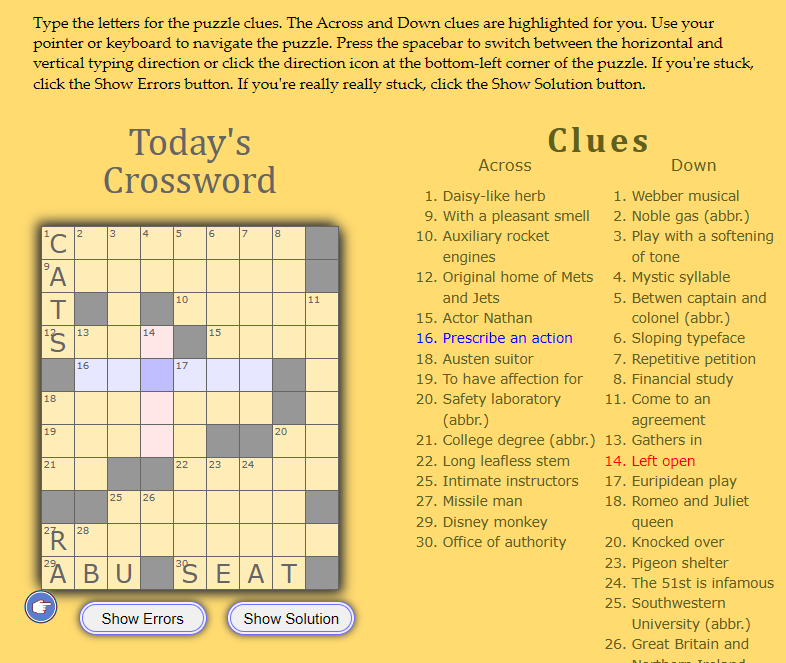 Type the letters for the puzzle clues. The Across and Down clues are highlighted for you. Use your
pointer or keyboard to navigate the puzzle. Press the spacebar to switch between the horizontal and
vertical typing direction or click the direction icon at the bottom-left corner of the puzzle. If you're stuck,
click the Show Errors button. If you're really really stuck, click the Show Solution button.
Today's
Crossword
1 C 2 3 4 5 6 7 8
9 A
T 10 11
12 S 13 14 15
16 17
18
19 20
21 22 23 24
25 26
27 R 28
29 A B U 30 S E A T
Show Errors
Show Solution
Clues
Across
1. Daisy-like herb
9. With a pleasant smell
10. Auxiliary rocket
engines
12. Original home of Mets
and Jets
15. Actor Nathan
16. Prescribe an action
18. Austen suitor
19. To have affection for
20. Safety laboratory
(abbr.)
21. College degree (abbr.)
22. Long leafless stem
25. Intimate instructors
27. Missile man
29. Disney monkey
30. Office of authority
Down
1. Webber musical
2. Noble gas (abbr.)
3. Play with a softening
of tone
4. Mystic syllable
5. Betwen captain and
colonel (abbr.)
6. Sloping typeface
7. Repetitive petition
8. Financial study
11. Come to an
agreement
13. Gathers in
14. Left open
17. Euripidean play
18. Romeo and Juliet
queen
20. Knocked over
23. Pigeon shelter
24. The 51st is infamous
25. Southwestern
University (abbr.)
26. Great Britain and
Northern Ireland